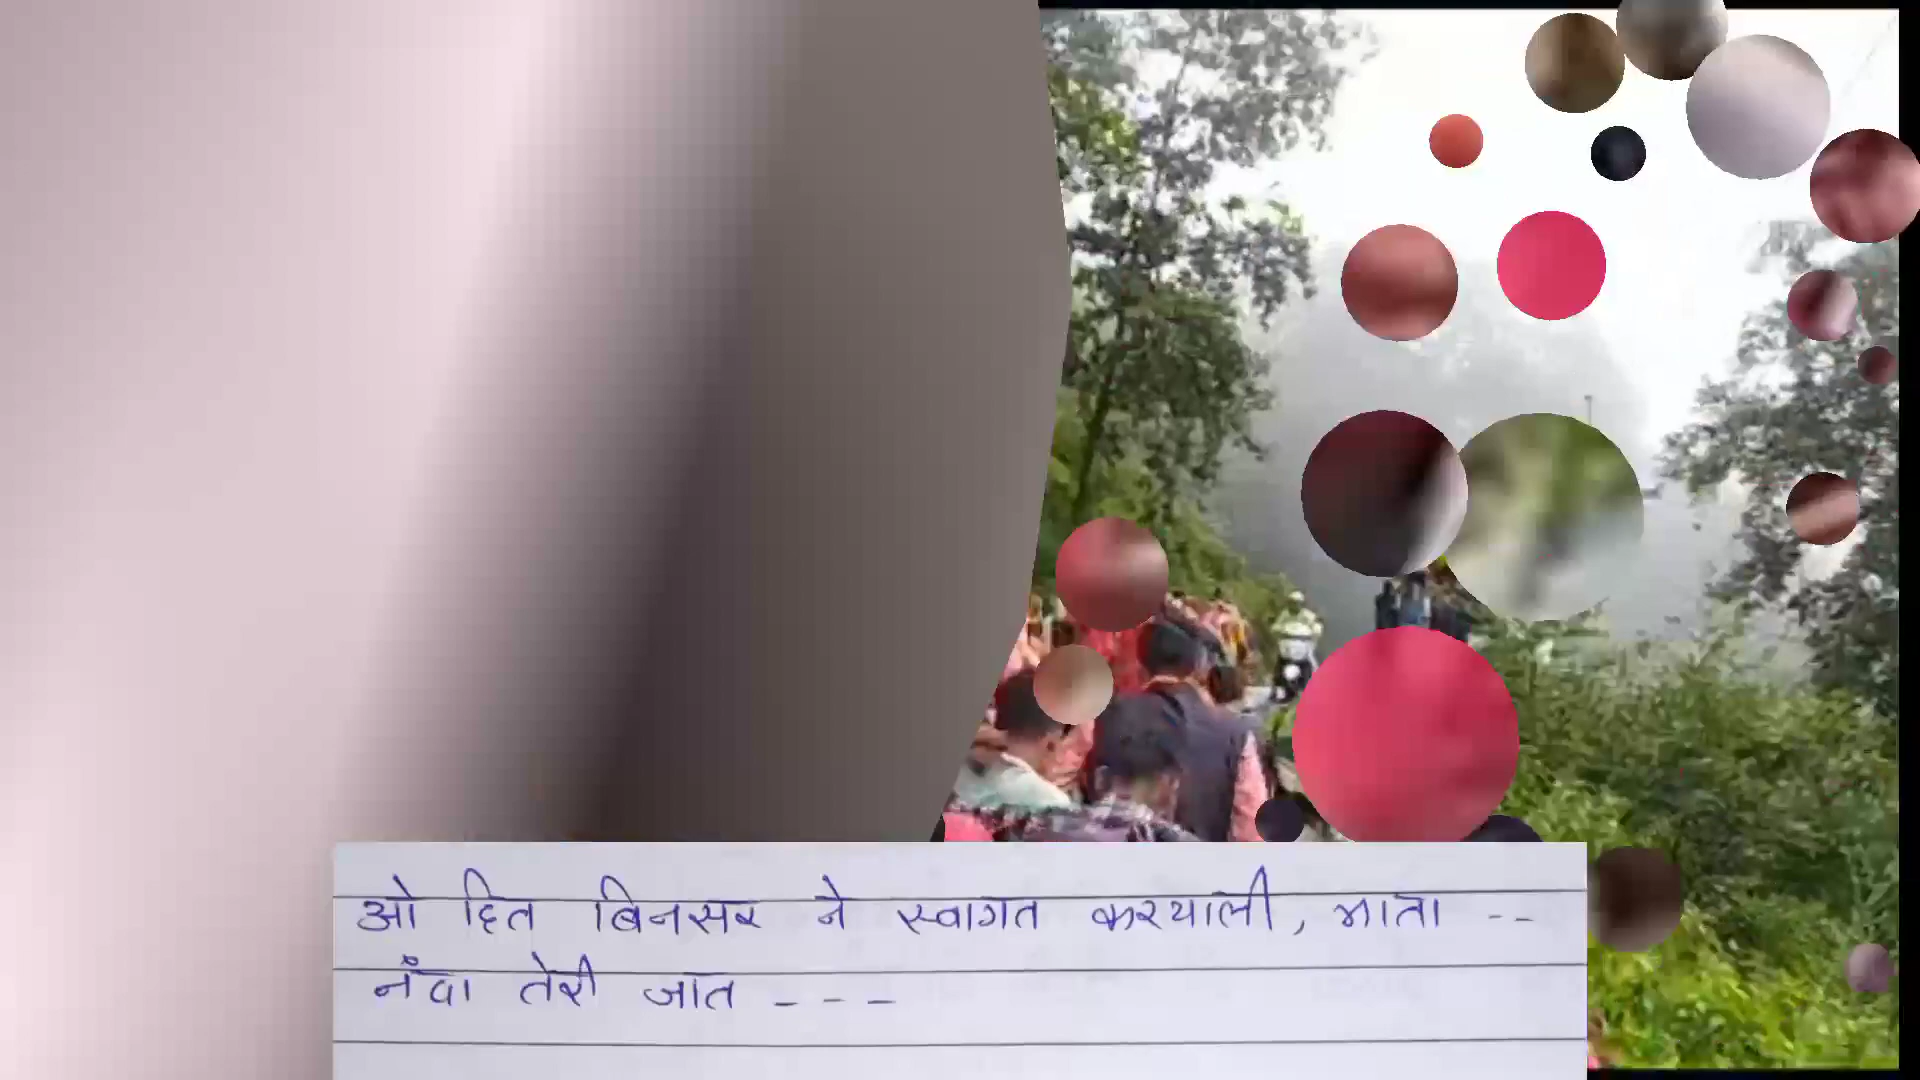 ओ हित बिनसर ने स्वागत करयाली, माता --
नंदा तेरी जात ---